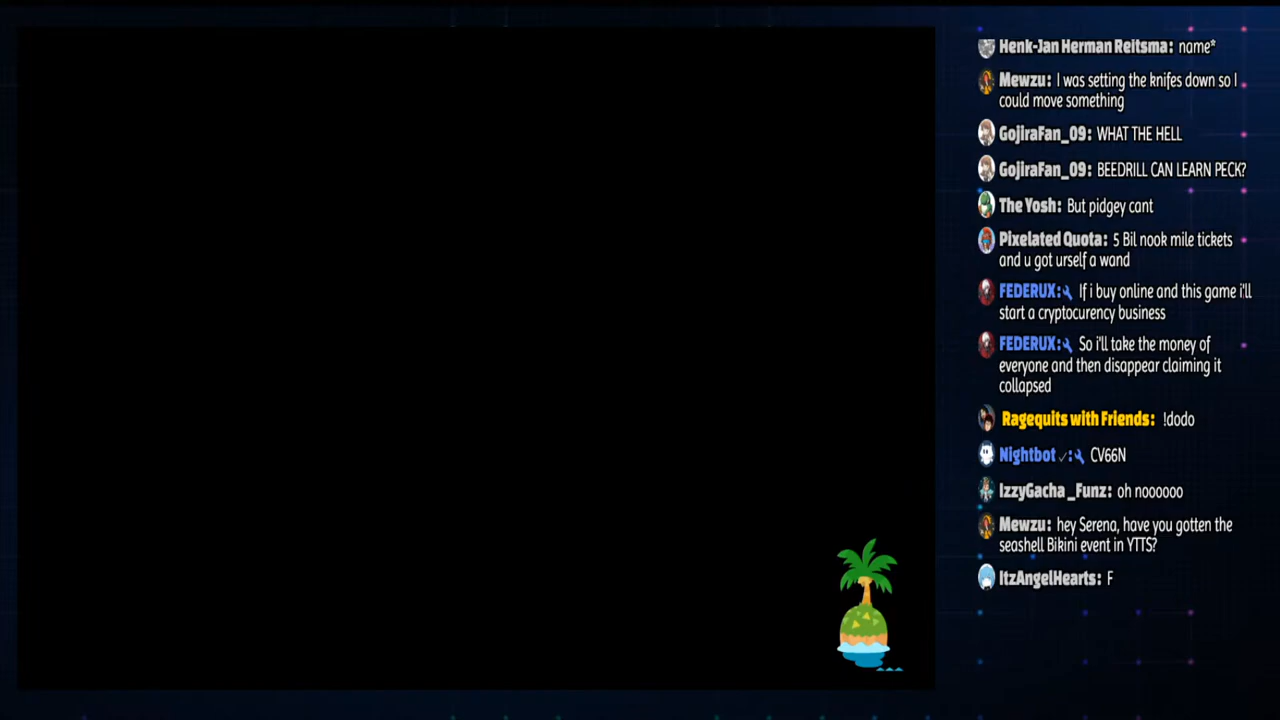 Henk-Jan Herman Reitsma: name*
Mewzu: I was setting the knifes down so I
could move something
GojiraFan_09: WHAT THE HELL
GojiraFan_09: BEEDRILL CAN LEARN PECK?
The Yosh: But pidgey cant
Pixelated Quota: 5 Bil nook mile tickets
and u got urself a wand
FEDERUX: If i buy online and this game i'll
start a cryptocurency business
FEDERUX: So i'll take the money of
everyone and then disappear claiming it
collapsed
Ragequits with Friends: !dodo
Nightbot ✓: CV66N
IzzyGacha _Funz: oh noooooo
Mewzu: hey Serena, have you gotten the
seashell Bikini event in YTTS?
ItzAngelHearts: F